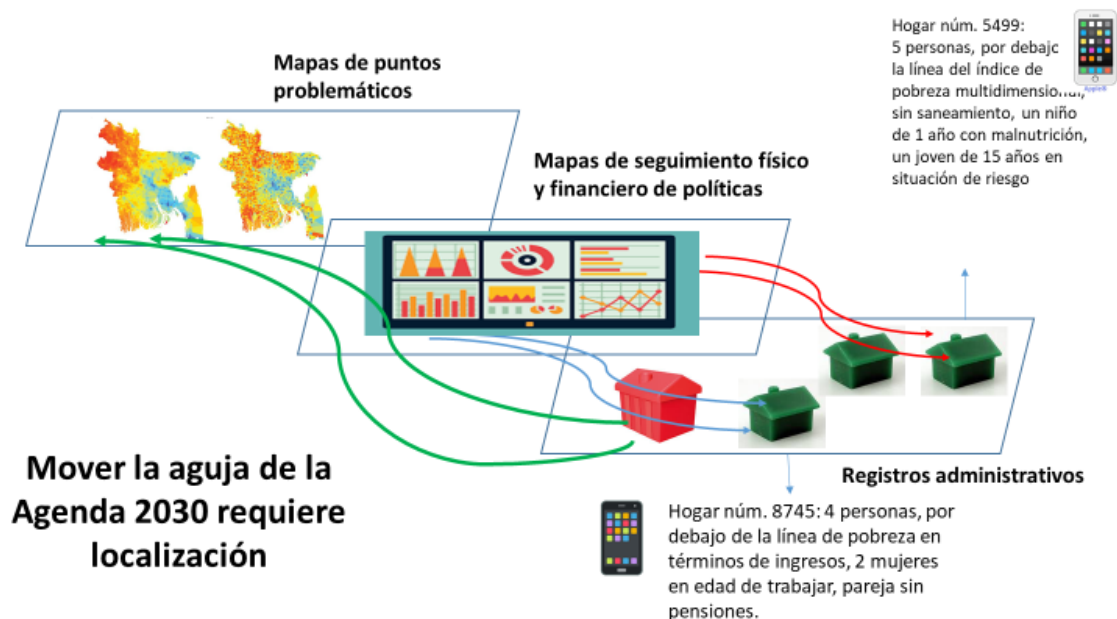 Mapas de puntos
problemáticos
Mapas de seguimiento físico
y financiero de políticas
Hogar núm. 5499:
5 personas, por debajo
la línea del índice de
pobreza multidimensional,
sin saneamiento, un niño
de 1 año con malnutrición,
un joven de 15 años en
situación de riesgo
Mover la aguja de la
Agenda 2030 requiere
localización
Registros administrativos
Hogar núm. 8745: 4 personas, por
debajo de la línea de pobreza en
términos de ingresos, 2 mujeres
en edad de trabajar, pareja sin
pensiones.